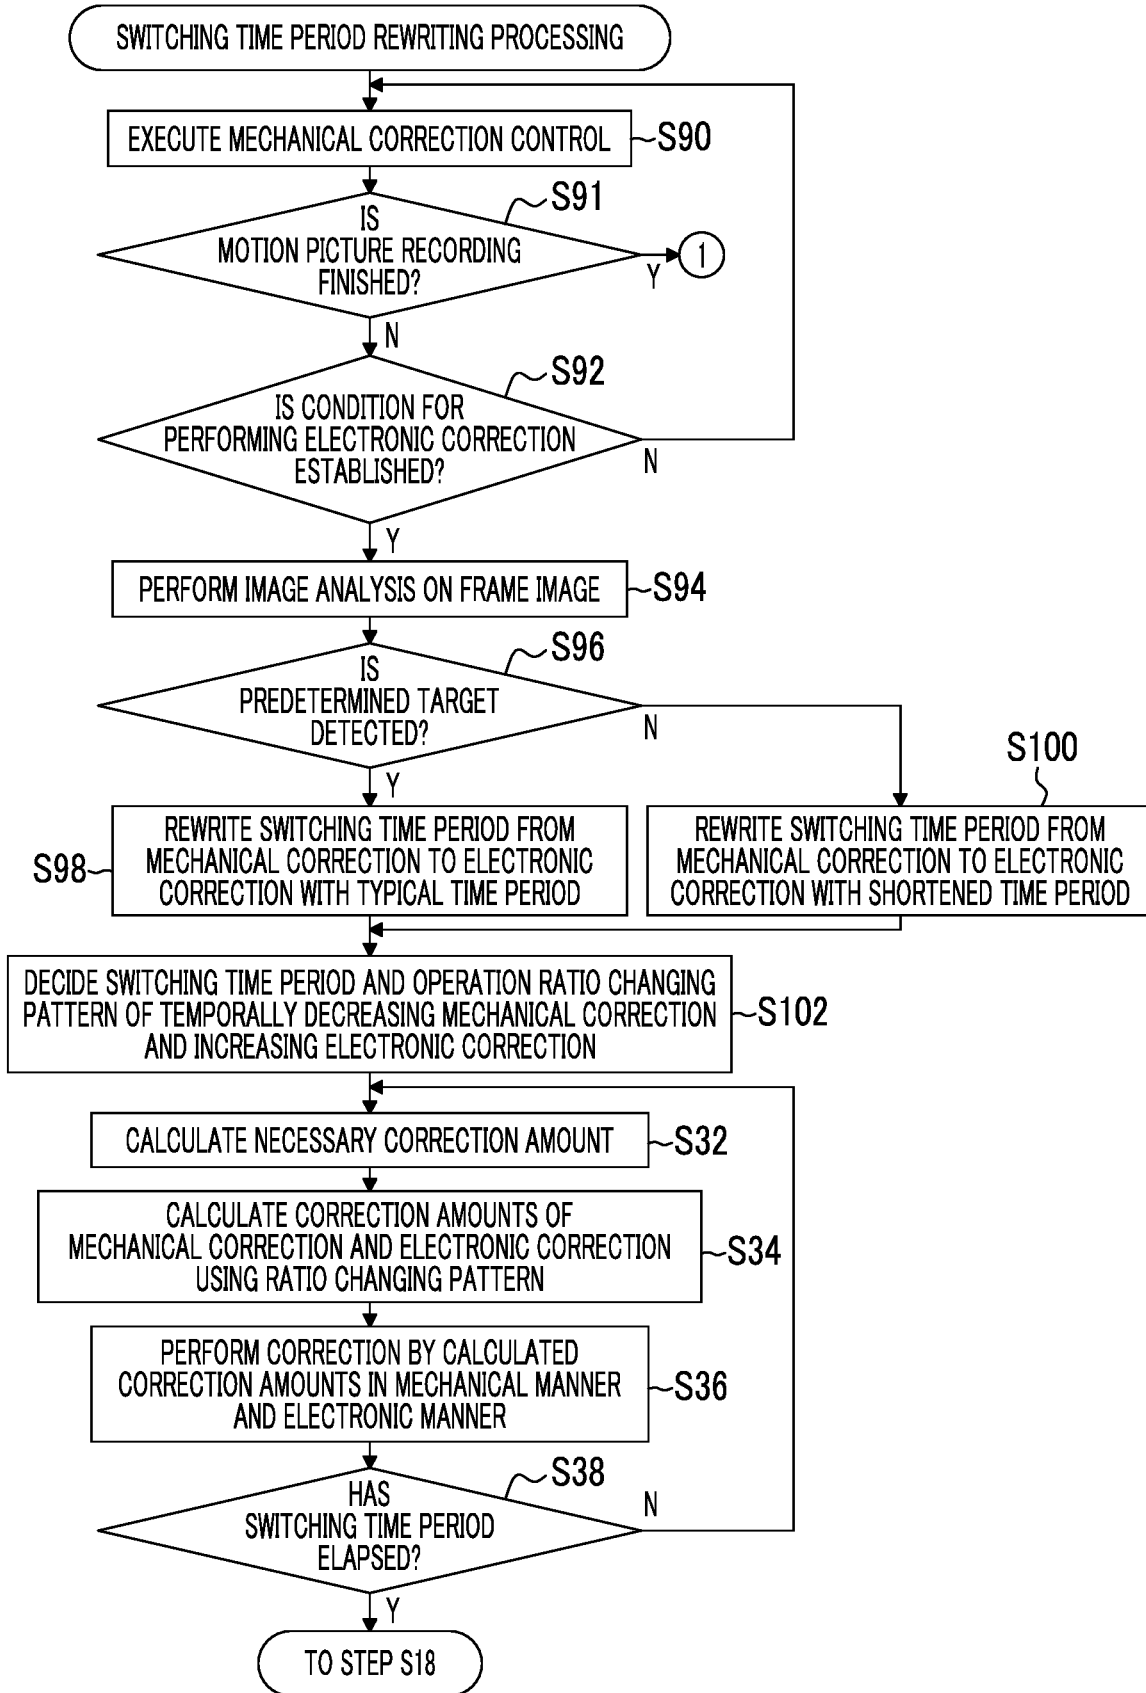 SWITCHING TIME PERIOD REWRITING PROCESSING
EXECUTE MECHANICAL CORRECTION CONTROL
S90
S91
IS
MOTION PICTURE RECORDING
FINISHED?
Y
1
N
S92
IS CONDITION FOR
PERFORMING ELECTRONIC CORRECTION
ESTABLISHED?
N
Y
PERFORM IMAGE ANALYSIS ON FRAME IMAGE
S94
S96
IS
PREDETERMINED TARGET
DETECTED?
N
Y
S100
S98
REWRITE SWITCHING TIME PERIOD FROM
MECHANICAL CORRECTION TO ELECTRONIC
CORRECTION WITH TYPICAL TIME PERIOD
REWRITE SWITCHING TIME PERIOD FROM
MECHANICAL CORRECTION TO ELECTRONIC
CORRECTION WITH SHORTENED TIME PERIOD
DECIDE SWITCHING TIME PERIOD AND OPERATION RATIO CHANGING
PATTERN OF TEMPORALLY DECREASING MECHANICAL CORRECTION
AND INCREASING ELECTRONIC CORRECTION
S102
CALCULATE NECESSARY CORRECTION AMOUNT
S32
CALCULATE CORRECTION AMOUNTS OF
MECHANICAL CORRECTION AND ELECTRONIC CORRECTION
USING RATIO CHANGING PATTERN
S34
PERFORM CORRECTION BY CALCULATED
CORRECTION AMOUNTS IN MECHANICAL MANNER
AND ELECTRONIC MANNER
S36
S38
HAS
SWITCHING TIME PERIOD
ELAPSED?
N
Y
TO STEP S18